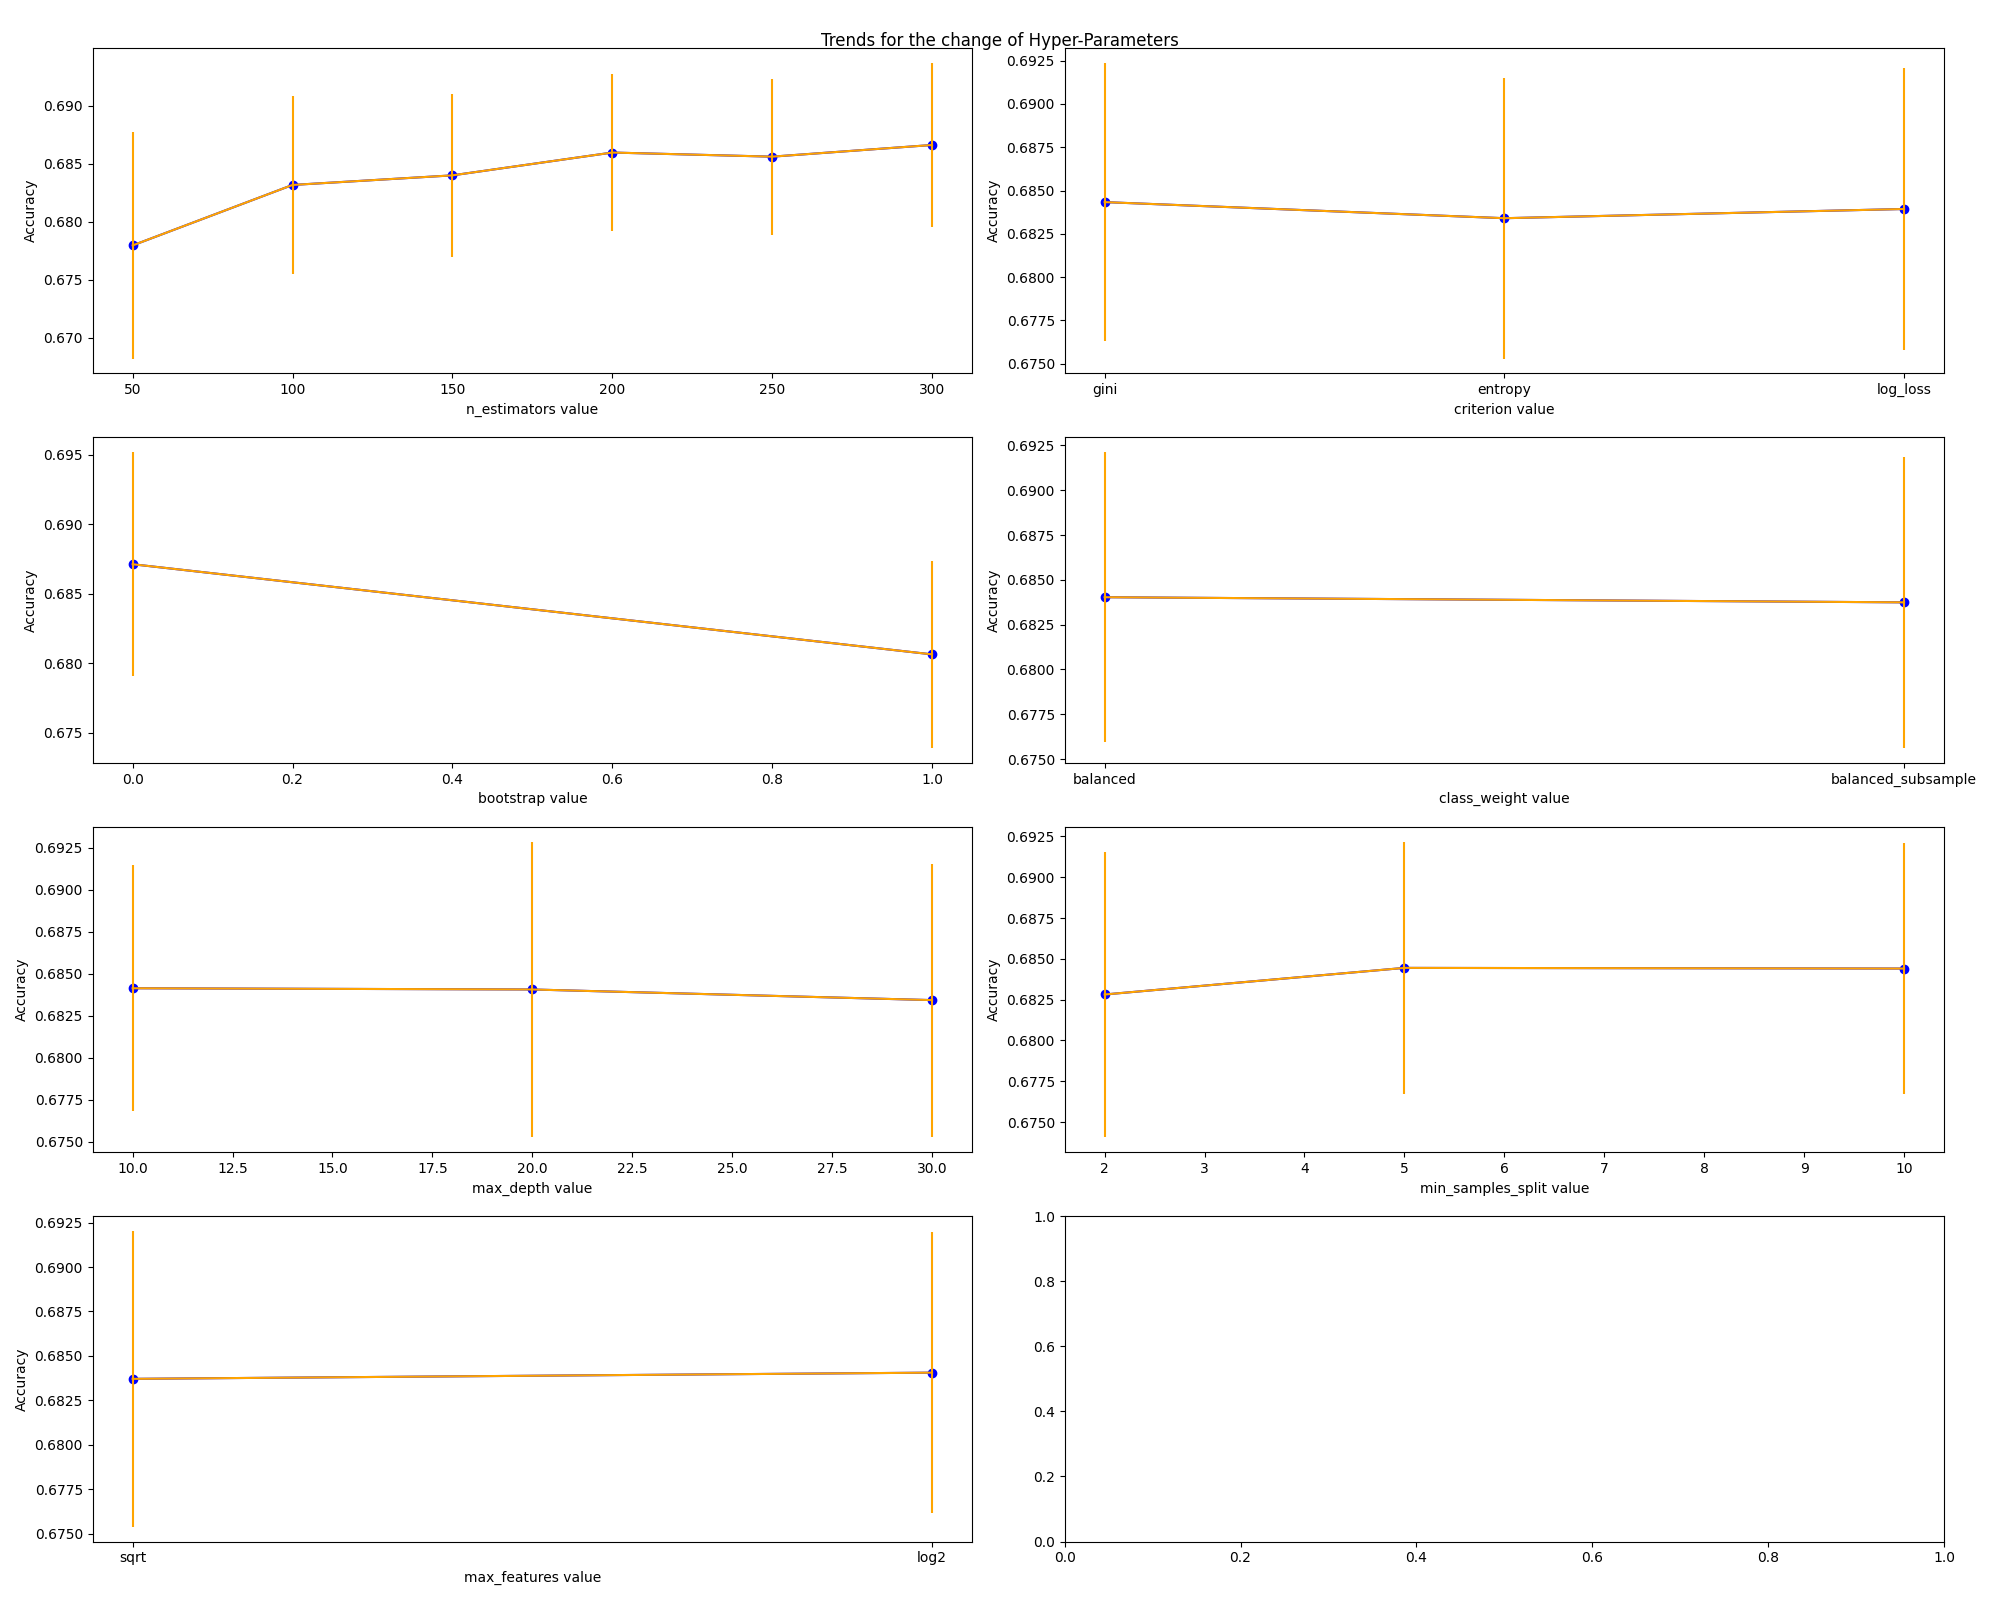 Trends for the change of Hyper-Parameters
Accuracy
0.690
0.685
0.680
0.675
0.670
50 100 150 200 250 300
n_estimators value
Accuracy
0.6925
0.6900
0.6875
0.6850
0.6825
0.6800
0.6775
0.6750
gini entropy log_loss
criterion value
Accuracy
0.695
0.690
0.685
0.680
0.675
0.0 0.2 0.4 0.6 0.8 1.0
bootstrap value
Accuracy
0.6925
0.6900
0.6875
0.6850
0.6825
0.6800
0.6775
0.6750
balanced balanced_subsample
class_weight value
Accuracy
0.6925
0.6900
0.6875
0.6850
0.6825
0.6800
0.6775
0.6750
10.0 12.5 15.0 17.5 20.0 22.5 25.0 27.5 30.0
max_depth value
Accuracy
0.6925
0.6900
0.6875
0.6850
0.6825
0.6800
0.6775
0.6750
2 3 4 5 6 7 8 9 10
min_samples_split value
Accuracy
0.6925
0.6900
0.6875
0.6850
0.6825
0.6800
0.6775
0.6750
sqrt log2
max_features value
1.0
0.8
0.6
0.4
0.2
0.0
0.0 0.2 0.4 0.6 0.8 1.0